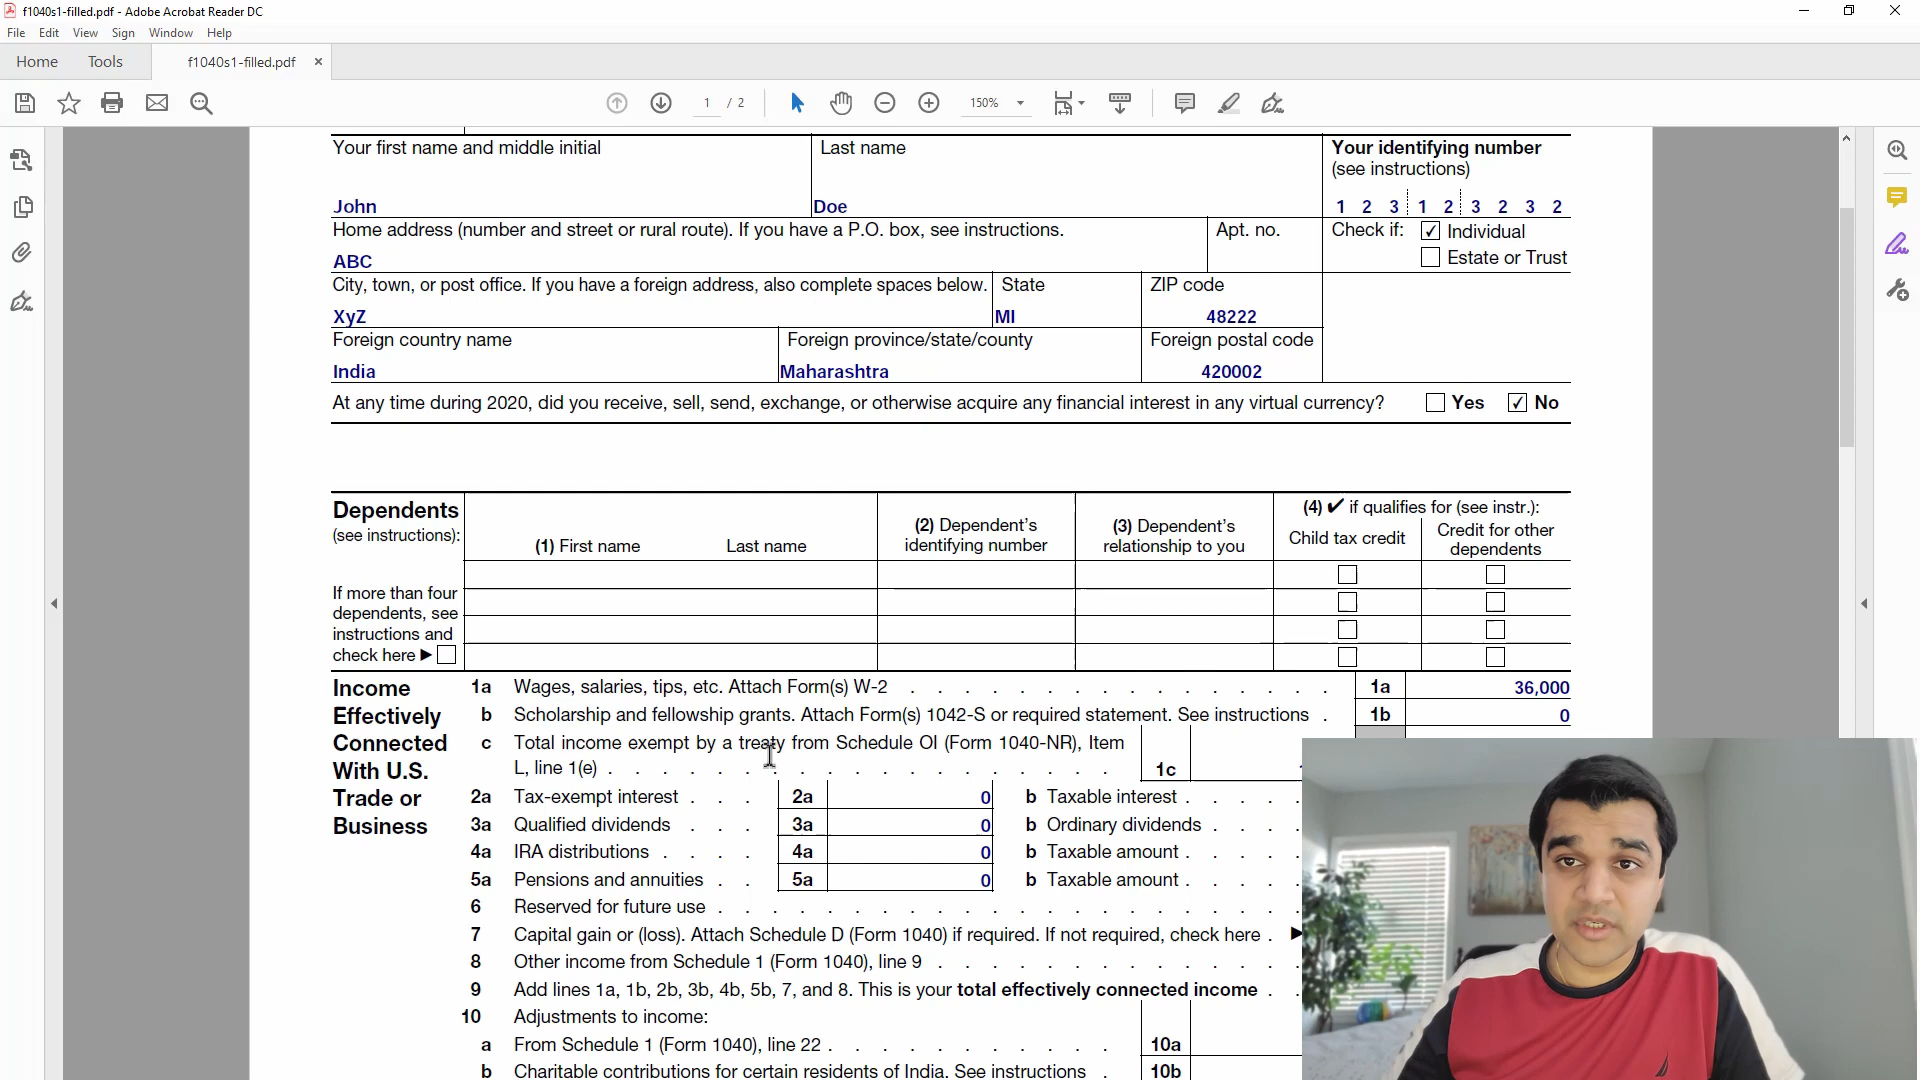 f1040s1-filled.pdf - Adobe Acrobat Reader DC
File Edit View Sign Window Help
Home Tools f1040s1-filled.pdf
1 / 2 150%
Your first name and middle initial Last name Your identifying number
(see instructions)
John Doe 1 2 3 1 2 3 2 3 2
Home address (number and street or rural route). If you have a P.O. box, see instructions. Apt. no. Check if: Individual
ABC Estate or Trust
City, town, or post office. If you have a foreign address, also complete spaces below. State ZIP code
XyZ MI 48222
Foreign country name Foreign province/state/county Foreign postal code
India Maharashtra 420002
At any time during 2020, did you receive, sell, send, exchange, or otherwise acquire any financial interest in any virtual currency? Yes No
Dependents
(see instructions):
If more than four
dependents, see
instructions and
check here
(1) First name Last name
(2) Dependent's
identifying number
(3) Dependent's
relationship to you
(4) ✔ if qualifies for (see instr.):
Child tax credit
Credit for other
dependents
Income
Effectively
Connected
With U.S.
Trade or
Business
1a Wages, salaries, tips, etc. Attach Form(s) W-2 . . . . . . . . . . . . . . . . 1a 36,000
b Scholarship and fellowship grants. Attach Form(s) 1042-S or required statement. See instructions . 1b 0
c Total income exempt by a treaty from Schedule OI (Form 1040-NR), Item
L, line 1(e) . . . . . . . . . . . . . . . . . . . 1c
2a Tax-exempt interest . . . 2a 0 b Taxable interest . . . . .
3a Qualified dividends . . . 3a 0 b Ordinary dividends . . . .
4a IRA distributions . . . . 4a 0 b Taxable amount . . . . .
5a Pensions and annuities . . 5a 0 b Taxable amount . . . . .
6 Reserved for future use . . . . . . . . . . . . . . . . . . . . . .
7 Capital gain or (loss). Attach Schedule D (Form 1040) if required. If not required, check here .
8 Other income from Schedule 1 (Form 1040), line 9 . . . . . . . . . . . . . .
9 Add lines 1a, 1b, 2b, 3b, 4b, 5b, 7, and 8. This is your total effectively connected income . .
10 Adjustments to income:
a From Schedule 1 (Form 1040), line 22 . . . . . . . . . . . 10a
b Charitable contributions for certain residents of India. See instructions . 10b